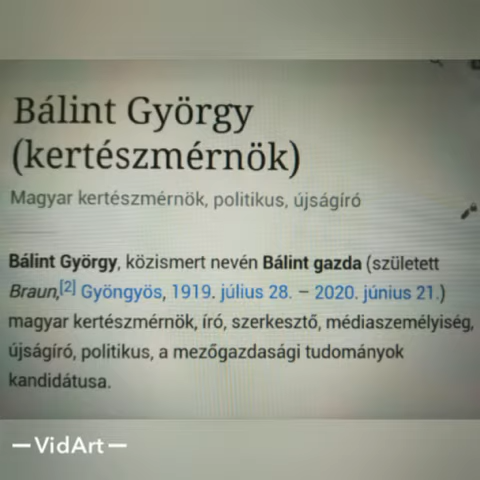 Bálint György
(kertészmérnök)
Magyar kertészmérnök, politikus, újságíró
Bálint György, közismert nevén Bálint gazda (született
Braun,[2] Gyöngyös, 1919. július 28. – 2020. június 21.)
magyar kertészmérnök, író, szerkesztő, médiaszemélyiség,
újságíró, politikus, a mezőgazdasági tudományok
kandidátusa.
—VidArt—